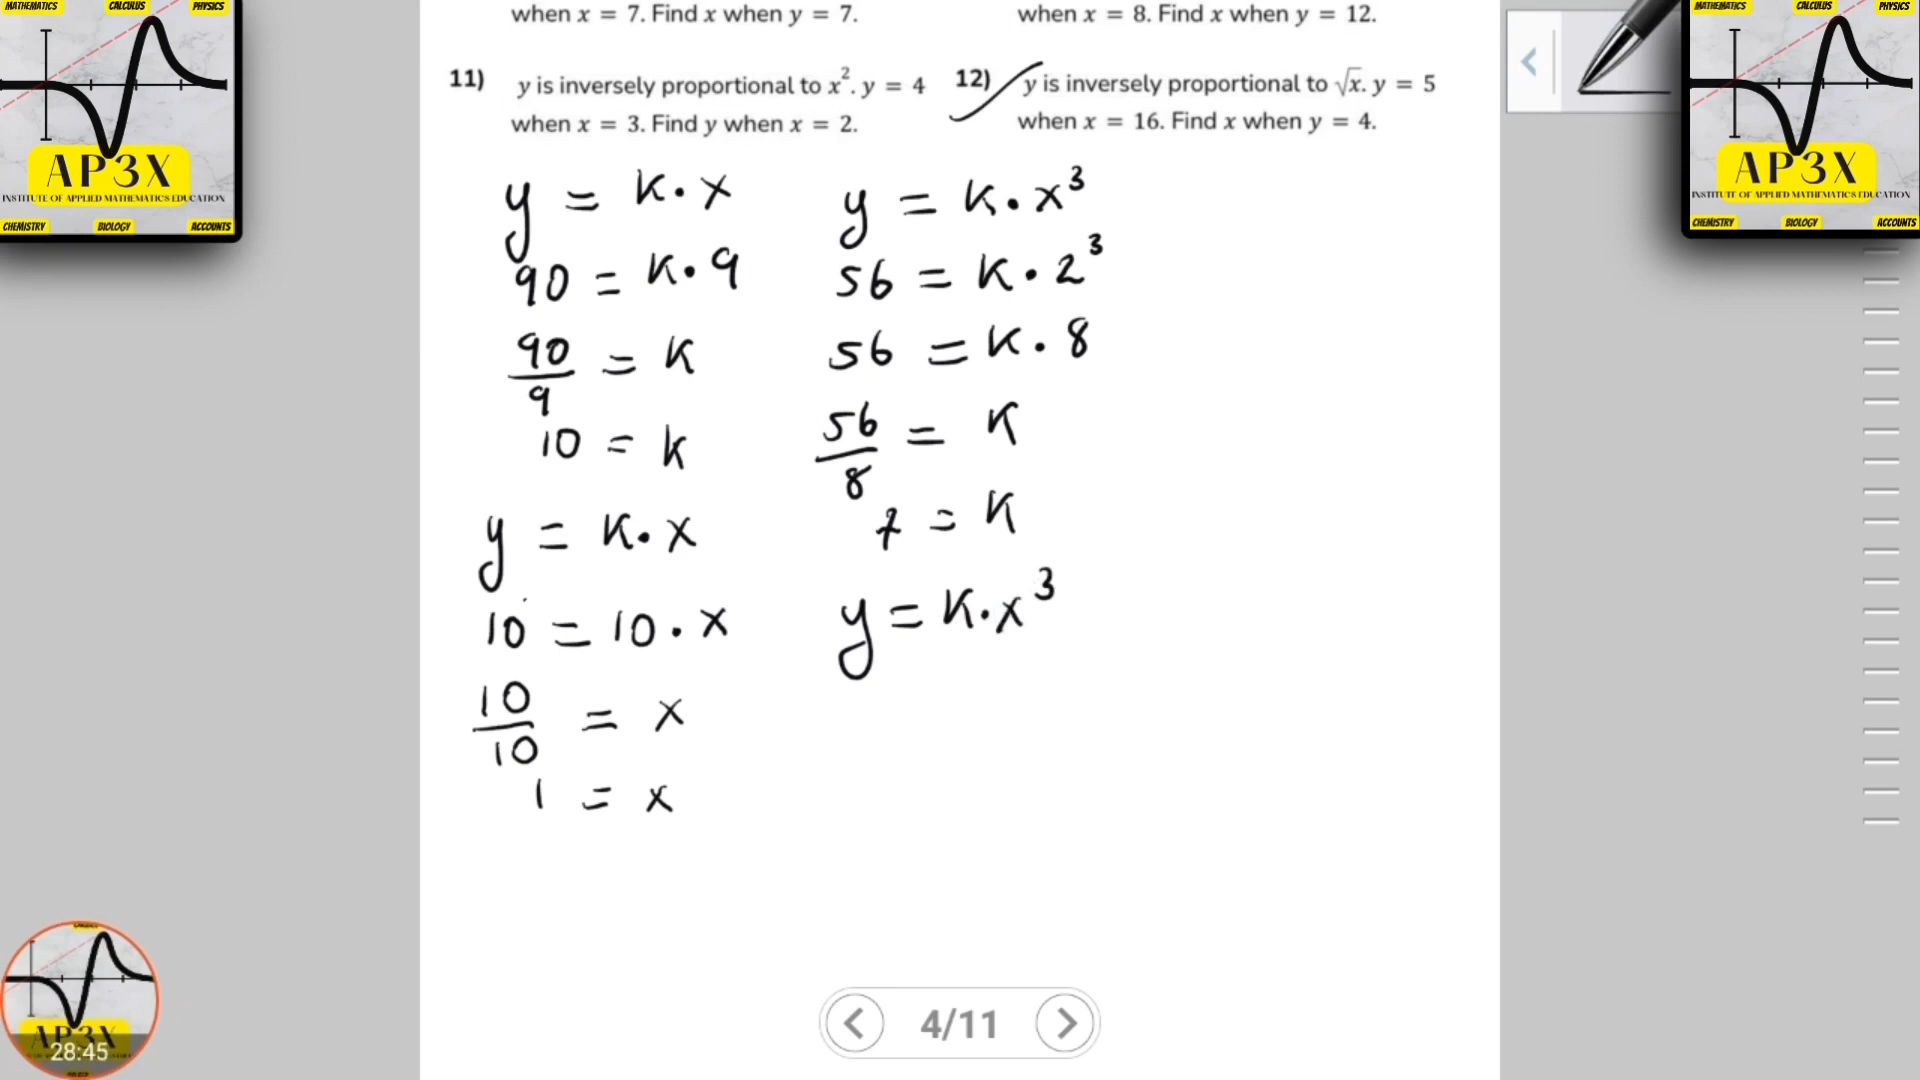 MATHEMATICS CALCULUS PHYSICS
AP3X
INSTITUTE OF APPLIED MATHEMATICS EDUCATION
CHEMISTRY BIOLOGY ACCOUNTS
when x = 7. Find x when y = 7.
when x = 8. Find x when y = 12.
11) y is inversely proportional to x². y = 4
when x = 3. Find y when x = 2.
12) y is inversely proportional to √x. y = 5
when x = 16. Find x when y = 4.
y = k·x
90 = k·9
90/9 = k
10 = k
y = k·x
10 = 10·x
10/10 = x
1 = x
y = k·x³
56 = k·2³
56 = k·8
56/8 = k
7 = k
y = k·x³
MATHEMATICS CALCULUS PHYSICS
AP3X
INSTITUTE OF APPLIED MATHEMATICS EDUCATION
CHEMISTRY BIOLOGY ACCOUNTS
AP3X
28:45
4/11